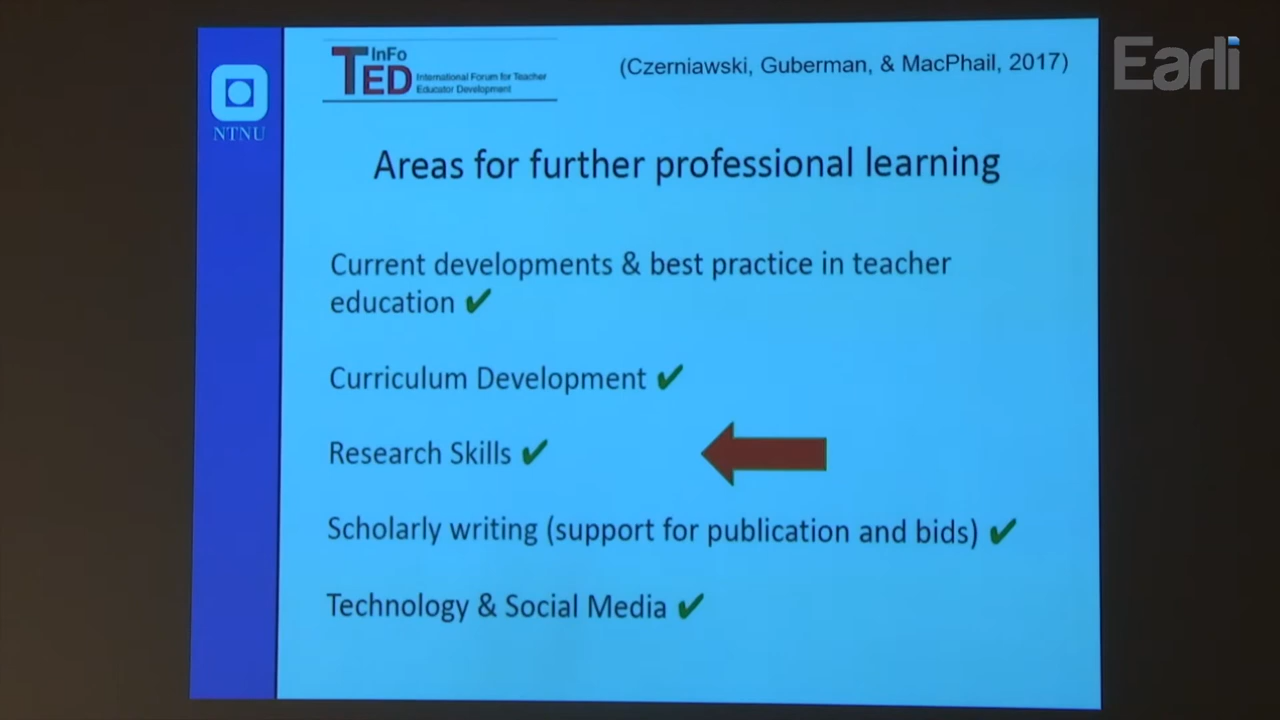 InFo
TED
International Forum for Teacher
Educator Development
(Czerniawski, Guberman, & MacPhail, 2017)
Earli
NTNU
Areas for further professional learning
Current developments & best practice in teacher
education ✔
Curriculum Development ✔
Research Skills ✔
Scholarly writing (support for publication and bids) ✔
Technology & Social Media ✔